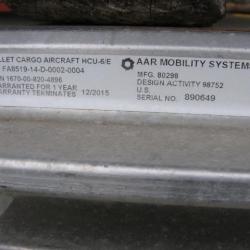 LLET CARGO AIRCRAFT HCU-6/E
FA8519-14-D-0002-0004
N 1670-00-820-4896
ARRANTED FOR 1 YEAR
ARRANTY TERMINATES 12/2015
AAR MOBILITY SYSTEMS
MFG. 80298
DESIGN ACTIVITY 98752
U.S.
SERIAL NO. 890649